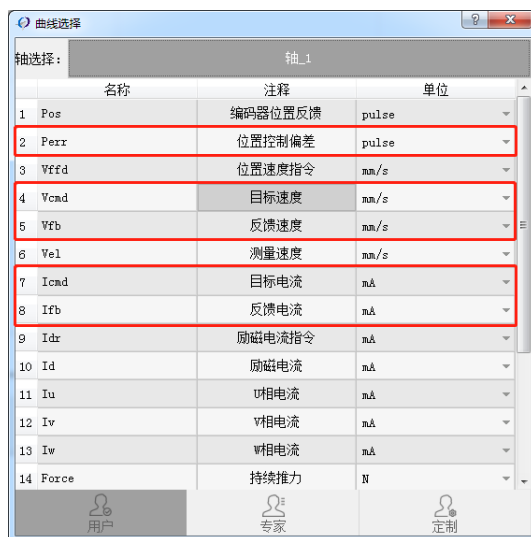 曲线选择
轴选择： 轴_1
名称 注释 单位
1 Pos 编码器位置反馈 pulse
2 Perr 位置控制偏差 pulse
3 Vffd 位置速度指令 mm/s
4 Vcmd 目标速度 mm/s
5 Vfb 反馈速度 mm/s
6 Vel 测量速度 mm/s
7 Icmd 目标电流 mA
8 Ifb 反馈电流 mA
9 Idr 励磁电流指令 mA
10 Id 励磁电流 mA
11 Iu U相电流 mA
12 Iv V相电流 mA
13 Iw W相电流 mA
14 Force 持续推力 N
用户 专家 定制